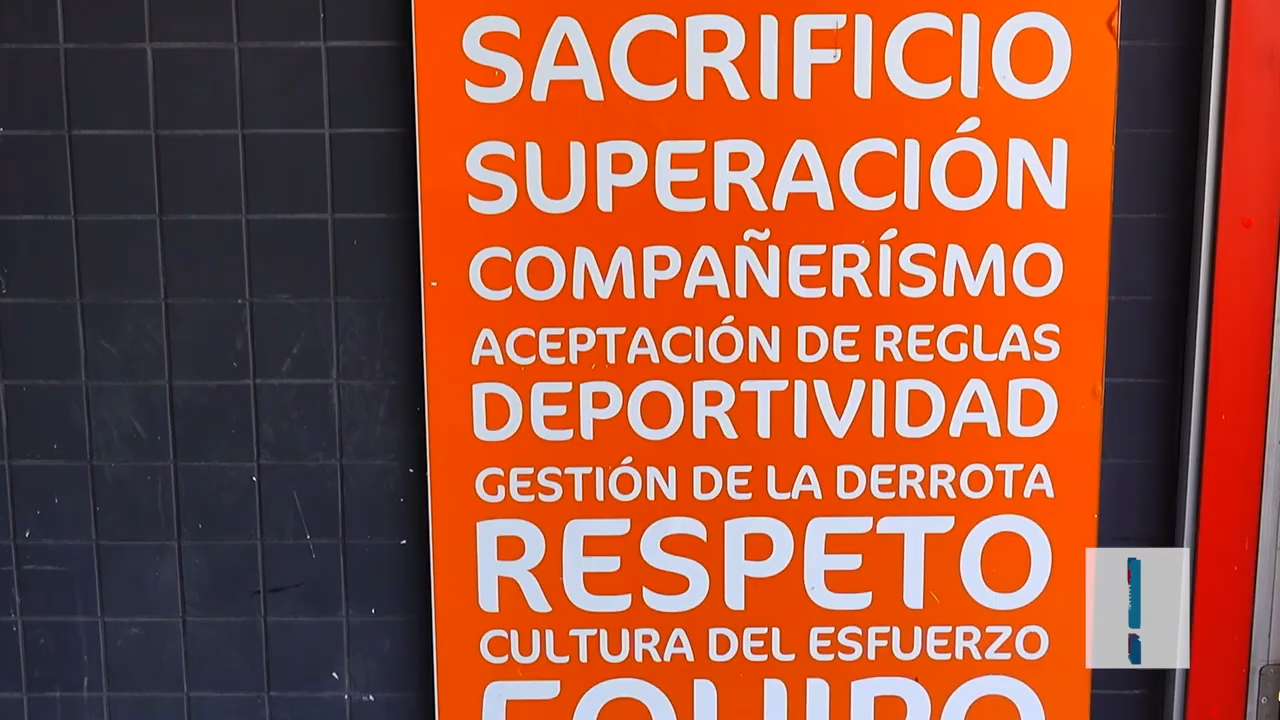 SACRIFICIO
SUPERACIÓN
COMPAÑERÍSMO
ACEPTACIÓN DE REGLAS
DEPORTIVIDAD
GESTIÓN DE LA DERROTA
RESPETO
CULTURA DEL ESFUERZO
EQUIPO